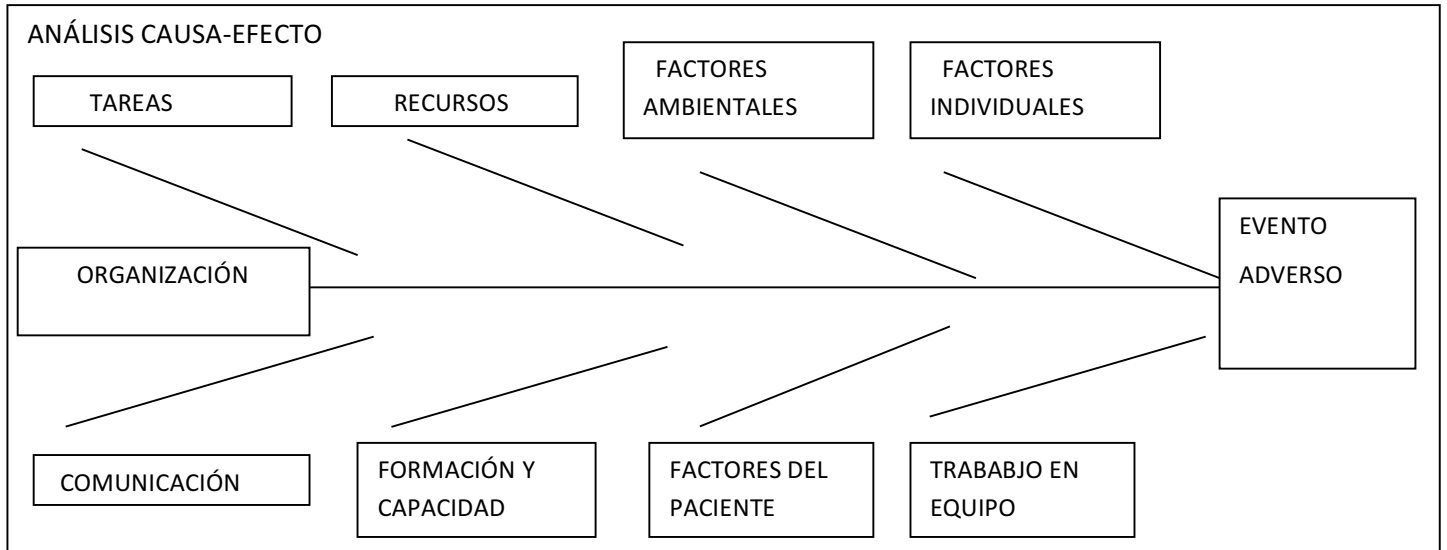 ANÁLISIS CAUSA-EFECTO
TAREAS
RECURSOS
FACTORES
AMBIENTALES
FACTORES
INDIVIDUALES
ORGANIZACIÓN
EVENTO
ADVERSO
COMUNICACIÓN
FORMACIÓN Y
CAPACIDAD
FACTORES DEL
PACIENTE
TRABABJO EN
EQUIPO